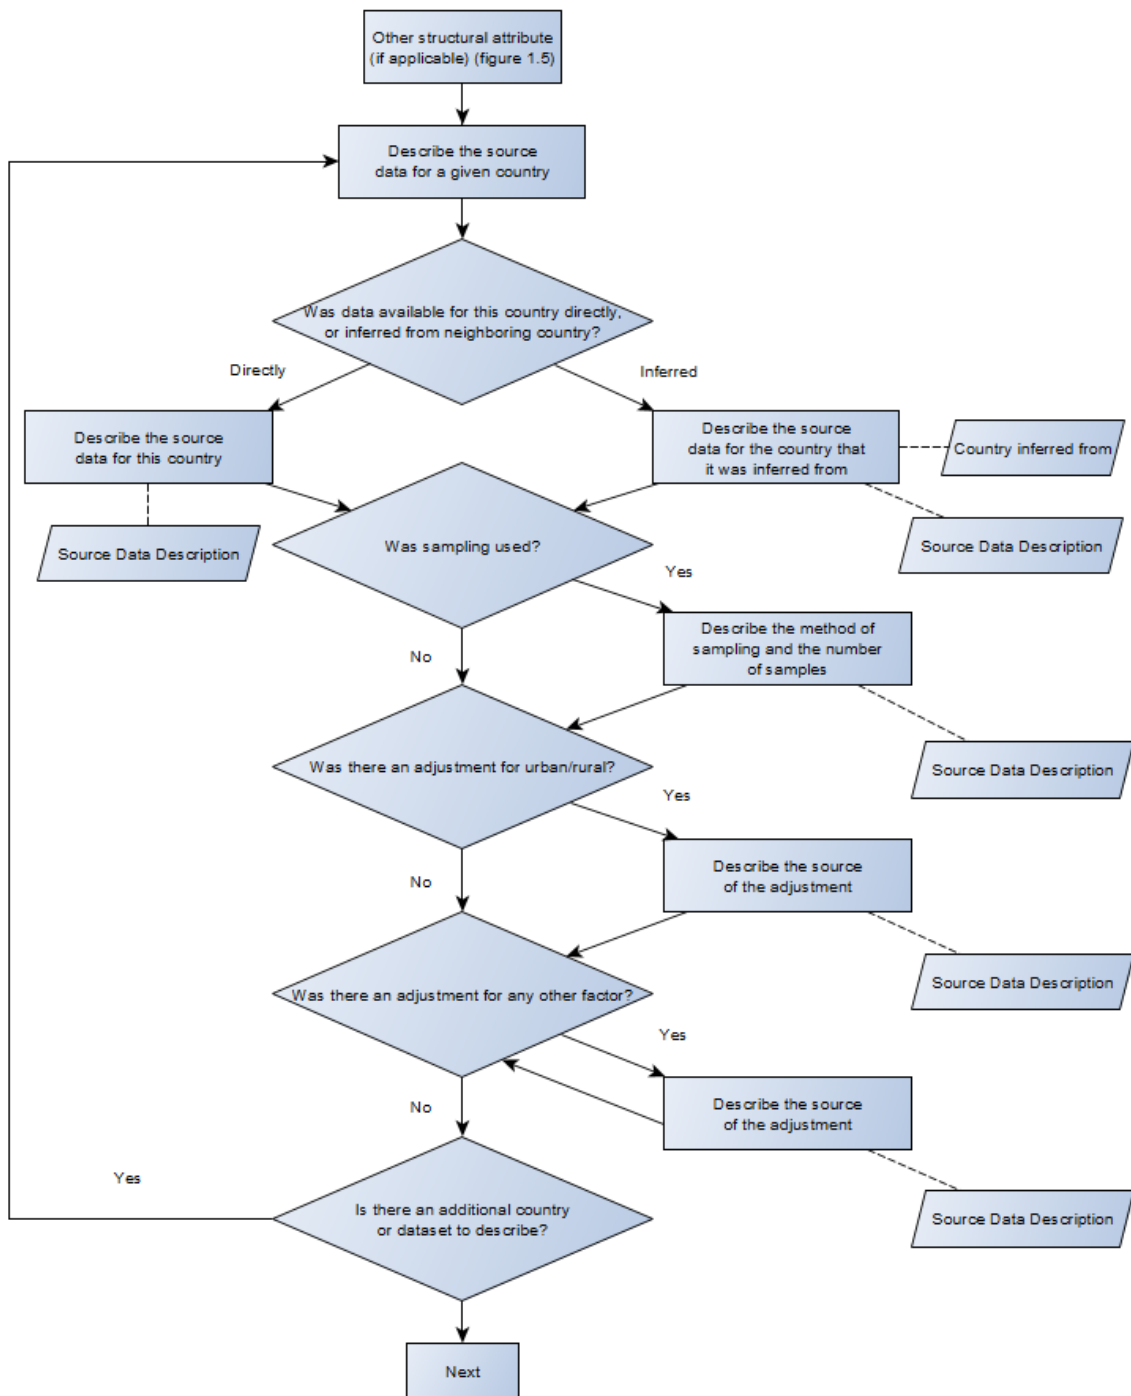 Other structural attribute
(if applicable) (figure 1.5)
Describe the source
data for a given country
Was data available for this country directly,
or inferred from neighboring country?
Directly
Inferred
Describe the source
data for this country
Describe the source
data for the country that
it was inferred from
Country inferred from
Source Data Description
Was sampling used?
Source Data Description
Yes
No
Describe the method of
sampling and the number
of samples
Source Data Description
Was there an adjustment for urban/rural?
Yes
No
Describe the source
of the adjustment
Source Data Description
Was there an adjustment for any other factor?
Yes
No
Describe the source
of the adjustment
Yes
Is there an additional country
or dataset to describe?
Source Data Description
Next